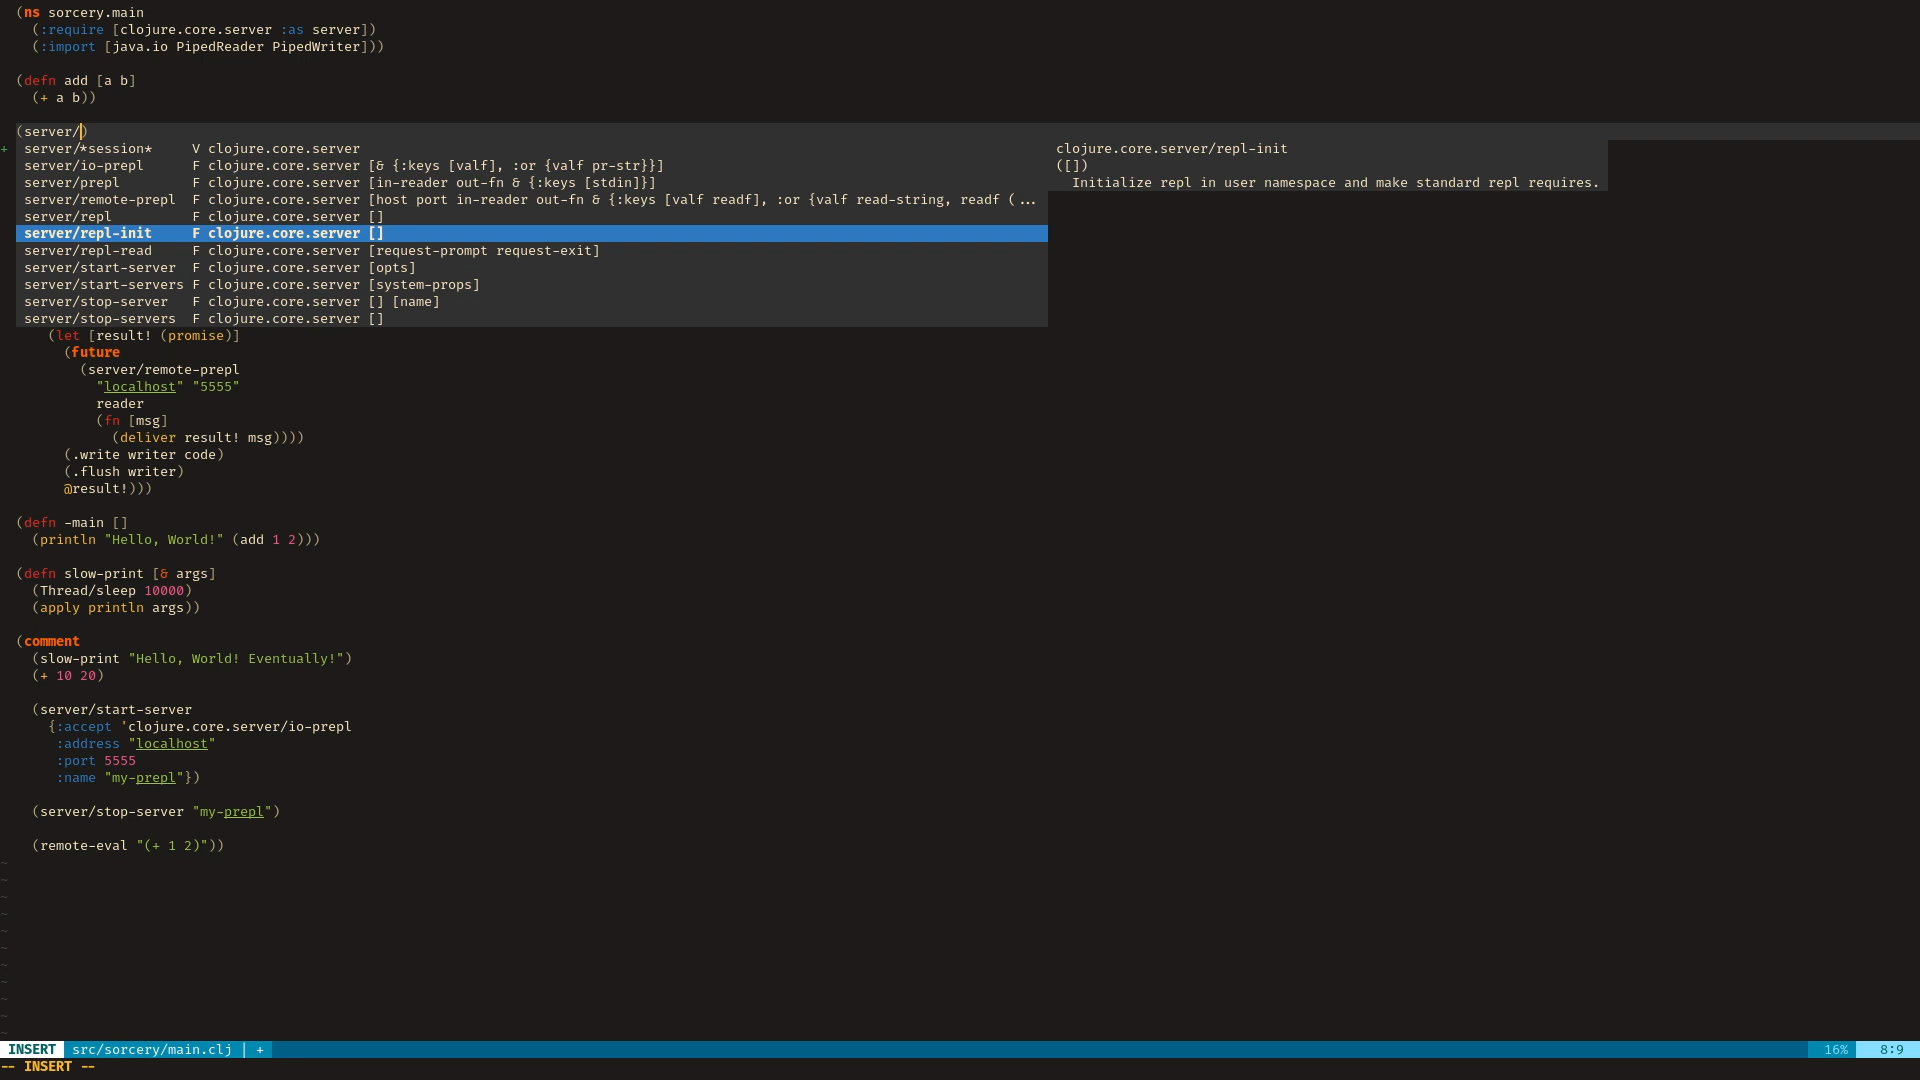 (ns sorcery.main
  (:require [clojure.core.server :as server])
  (:import [java.io PipedReader PipedWriter]))

(defn add [a b]
  (+ a b))

(server/)
+ server/*session*     V clojure.core.server
server/io-prepl      F clojure.core.server [& {:keys [valf], :or {valf pr-str}}]
server/prepl         F clojure.core.server [in-reader out-fn & {:keys [stdin]}]
server/remote-prepl  F clojure.core.server [host port in-reader out-fn & {:keys [valf readf], :or {valf read-string, readf (...
server/repl          F clojure.core.server []
server/repl-init     F clojure.core.server []
server/repl-read     F clojure.core.server [request-prompt request-exit]
server/start-server  F clojure.core.server [opts]
server/start-servers F clojure.core.server [system-props]
server/stop-server   F clojure.core.server [] [name]
server/stop-servers  F clojure.core.server []
clojure.core.server/repl-init
([])
  Initialize repl in user namespace and make standard repl requires.
    (let [result! (promise)]
      (future
        (server/remote-prepl
          "localhost" "5555"
          reader
          (fn [msg]
            (deliver result! msg))))
      (.write writer code)
      (.flush writer)
      @result!)))

(defn -main []
  (println "Hello, World!" (add 1 2)))

(defn slow-print [& args]
  (Thread/sleep 10000)
  (apply println args))

(comment
  (slow-print "Hello, World! Eventually!")
  (+ 10 20)

  (server/start-server
    {:accept 'clojure.core.server/io-prepl
     :address "localhost"
     :port 5555
     :name "my-prepl"})

  (server/stop-server "my-prepl")

  (remote-eval "(+ 1 2)"))
~
~
~
~
~
~
~
~
~
~
~
INSERT  src/sorcery/main.clj | +  16%  8:9
-- INSERT --